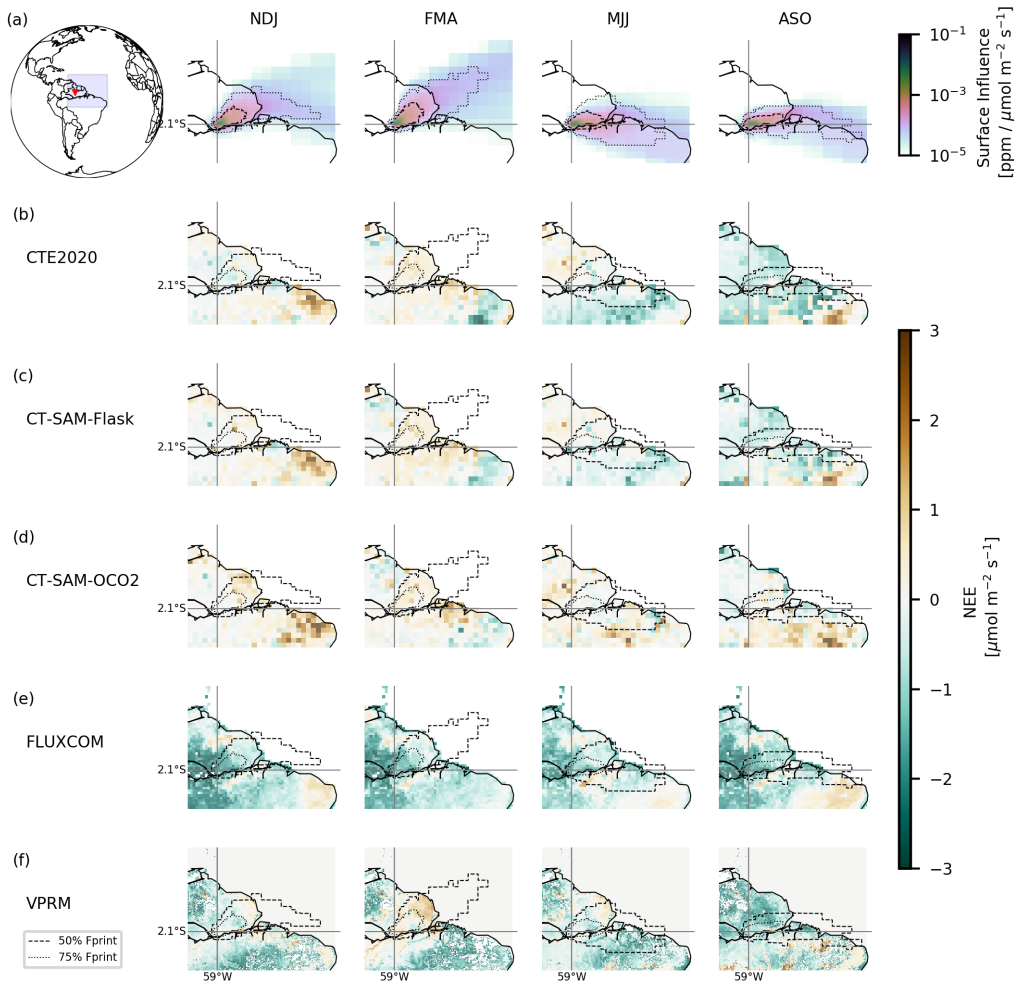 (a) NDJ FMA MJJ ASO
10⁻¹
10⁻³
10⁻⁵
Surface Influence
[ppm / μmol m⁻² s⁻¹]
2.1°S
(b)
CTE2020
2.1°S
(c)
CT-SAM-Flask
2.1°S
(d)
CT-SAM-OCO2
2.1°S
(e)
FLUXCOM
2.1°S
(f)
VPRM
2.1°S
50% Fprint
75% Fprint
59°W 59°W 59°W 59°W
3
2
1
0
−1
−2
−3
NEE
[μmol m⁻² s⁻¹]